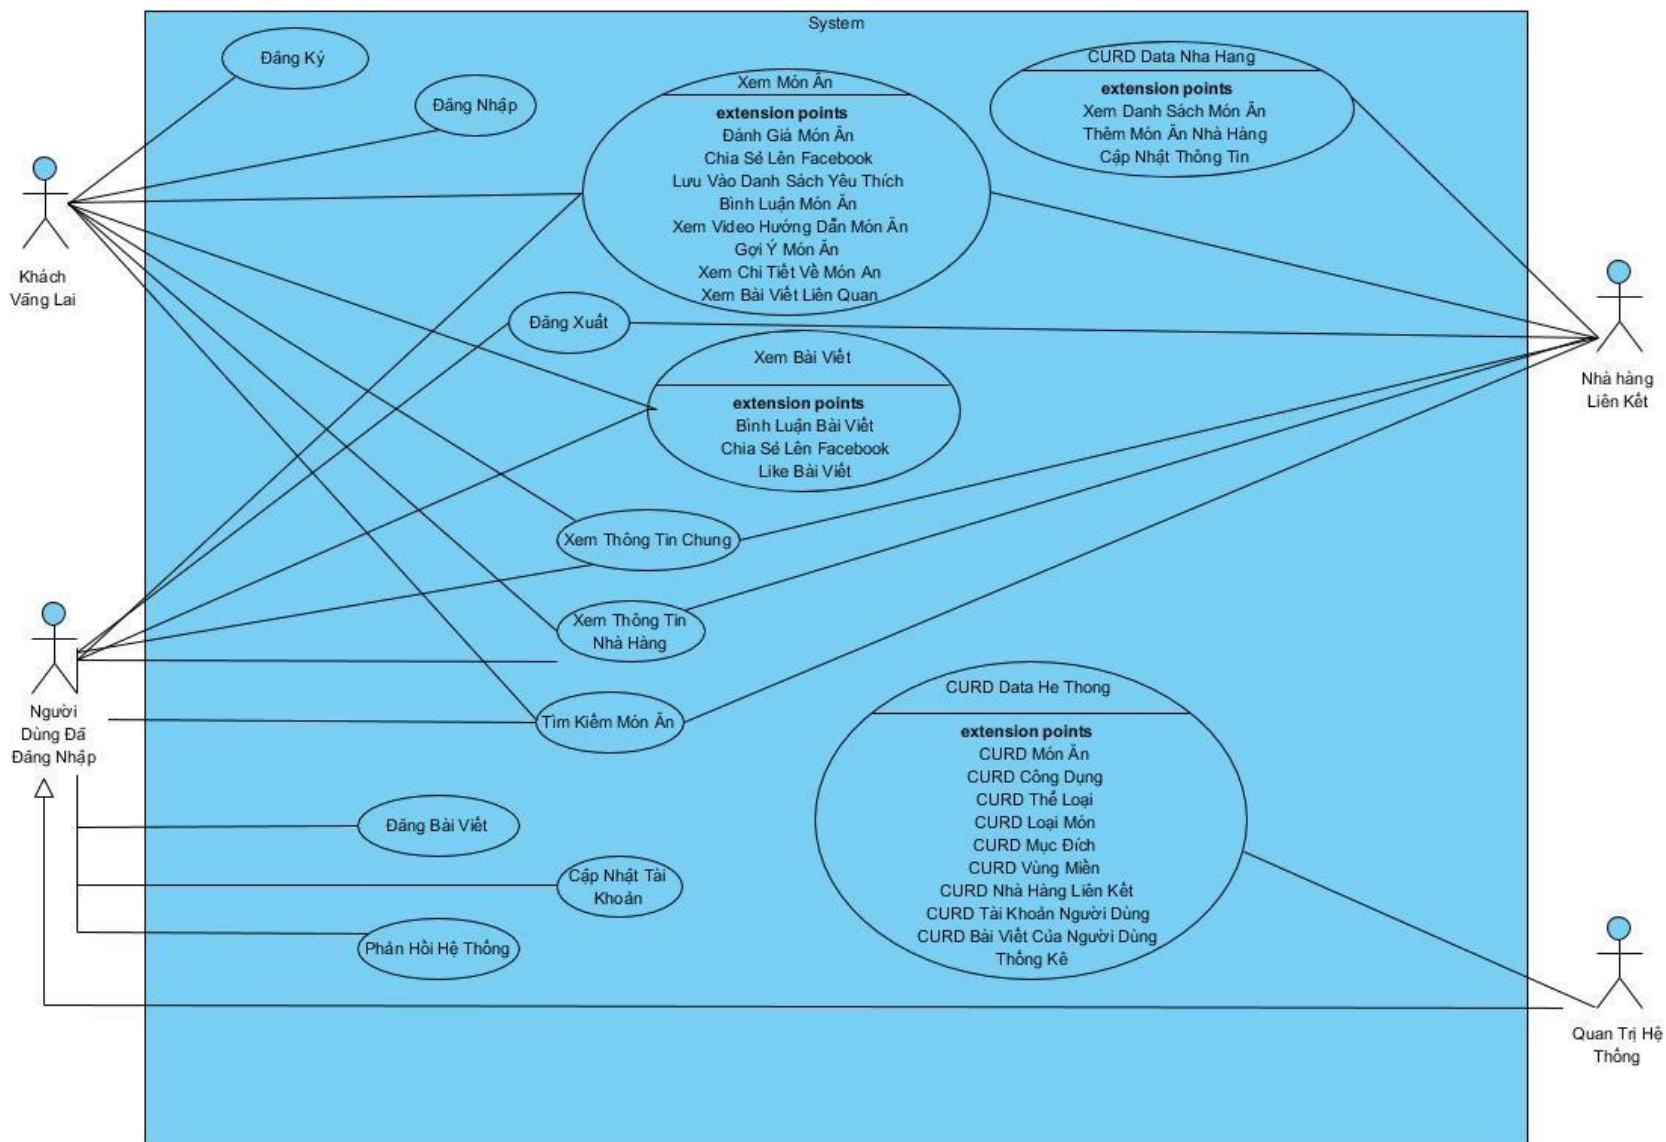 System
Đăng Ký
Đăng Nhập
Xem Món Ăn
extension points
Đánh Giá Món Ăn
Chia Sẻ Lên Facebook
Lưu Vào Danh Sách Yêu Thích
Bình Luận Món Ăn
Xem Video Hướng Dẫn Món Ăn
Gợi Ý Món Ăn
Xem Chi Tiết Về Món An
Xem Bài Viết Liên Quan
CURD Data Nha Hang
extension points
Xem Danh Sách Món Ăn
Thêm Món Ăn Nhà Hàng
Cập Nhật Thông Tin
Khách
Vãng Lai
Đăng Xuất
Xem Bài Viết
extension points
Bình Luận Bài Viết
Chia Sẻ Lên Facebook
Like Bài Viết
Nhà hàng
Liên Kết
Xem Thông Tin Chung
Xem Thông Tin
Nhà Hàng
Tìm Kiếm Món Ăn
Người
Dùng Đã
Đăng Nhập
CURD Data He Thong
extension points
CURD Món Ăn
CURD Công Dụng
CURD Thể Loại
CURD Loại Món
CURD Mục Đích
CURD Vùng Miền
CURD Nhà Hàng Liên Kết
CURD Tài Khoản Người Dùng
CURD Bài Viết Của Người Dùng
Thống Kê
Đăng Bài Viết
Cập Nhật Tài
Khoản
Phản Hồi Hệ Thống
Quan Trị Hệ
Thống